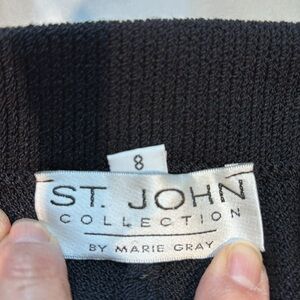 8
ST. JOHN
COLLECTION
BY MARIE GRAY